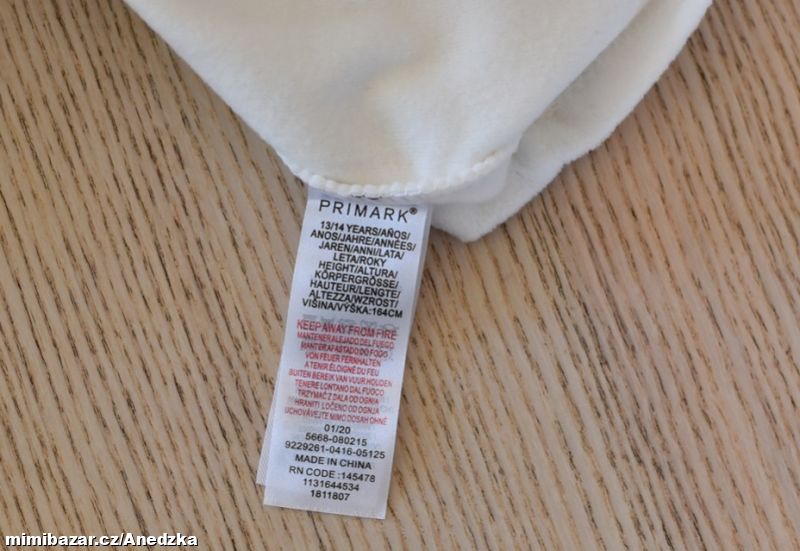 PRIMARK®
13/14 YEARS/AÑOS/
ANOS/JAHRE/ANNÉES/
JAREN/ANNI/LATA/
LETA/ROKY
HEIGHT/ALTURA/
KÖRPERGRÖSSE/
HAUTEUR/LENGTE/
ALTEZZA/WZROST/
VIŠINA/VÝŠKA:164CM
KEEP AWAY FROM FIRE
MANTENER ALEJADO DEL FUEGO
MANTER AFASTADO DO FOGO
VON FEUER FERNHALTEN
A TENIR ÉLOIGNÉ DU FEU
BUITEN BEREIK VAN VUUR HOUDEN
TENERE LONTANO DAL FUOCO
TRZYMAĆ Z DALA OD OGNIA
HRANITI LOČENO OD OGNJA
UCHOVÁVEJTE MIMO DOSAH OHNĚ
01/20
5668-080215
9229261-0416-05125
MADE IN CHINA
RN CODE :145478
1131644534
1811807
mimibazar.cz/Anedzka